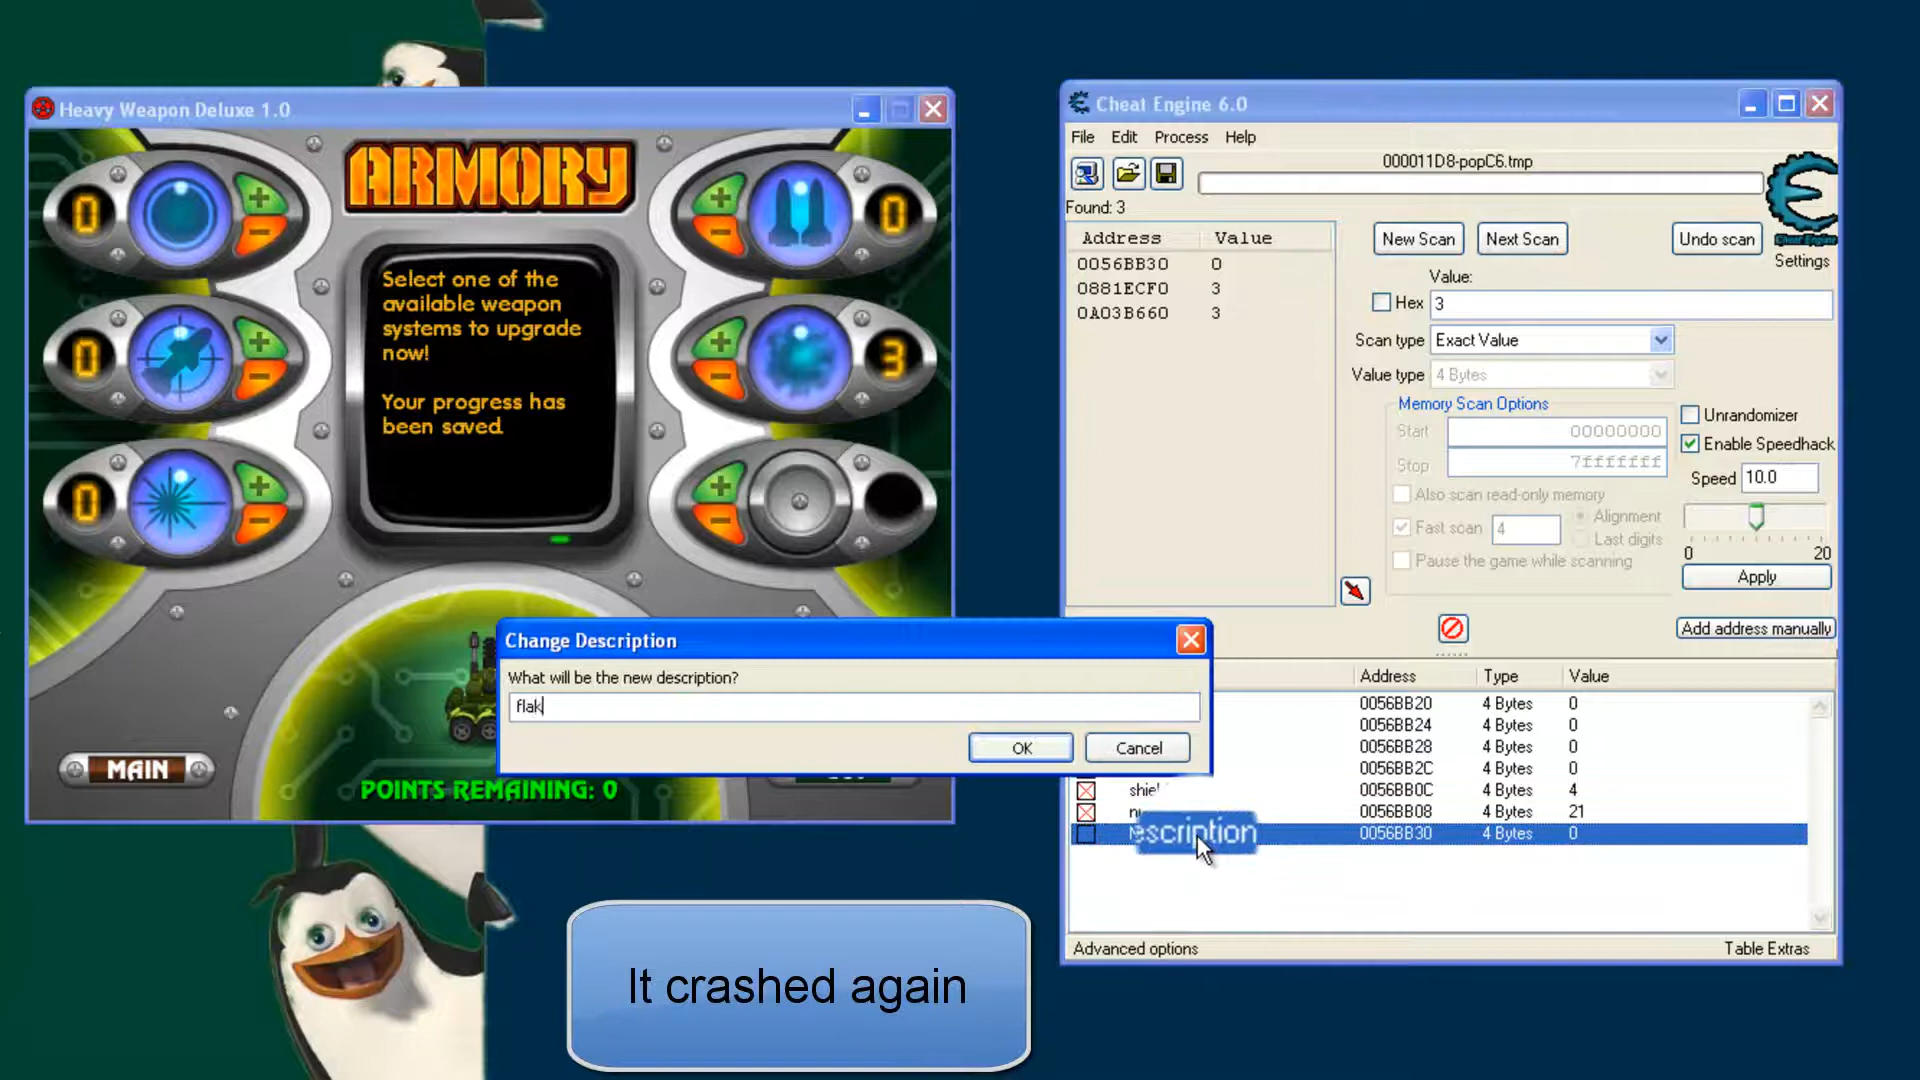 Heavy Weapon Deluxe 1.0
ARMORY
0
0
0
0
3
Select one of the
available weapon
systems to upgrade
now!
Your progress has
been saved.
MAIN
POINTS REMAINING: 0
Cheat Engine 6.0
File Edit Process Help
000011D8-popC6.tmp
Found: 3
Address Value
0056BB30 0
0881ECF0 3
0A03B660 3
New Scan Next Scan Undo scan
Cheat Engine
Settings
Value:
Hex 3
Scan type Exact Value
Value type 4 Bytes
Memory Scan Options
Start 00000000
Stop 7fffffff
Also scan read-only memory
Fast scan 4 Alignment
Last digits
Pause the game while scanning
Unrandomizer
Enable Speedhack
Speed 10.0
0 20
Apply
Add address manually
Change Description
What will be the new description?
flak
OK Cancel
Address Type Value
0056BB20 4 Bytes 0
0056BB24 4 Bytes 0
0056BB28 4 Bytes 0
0056BB2C 4 Bytes 0
shiel 0056BB0C 4 Bytes 4
0056BB08 4 Bytes 21
escription 0056BB30 4 Bytes 0
Advanced options Table Extras
It crashed again